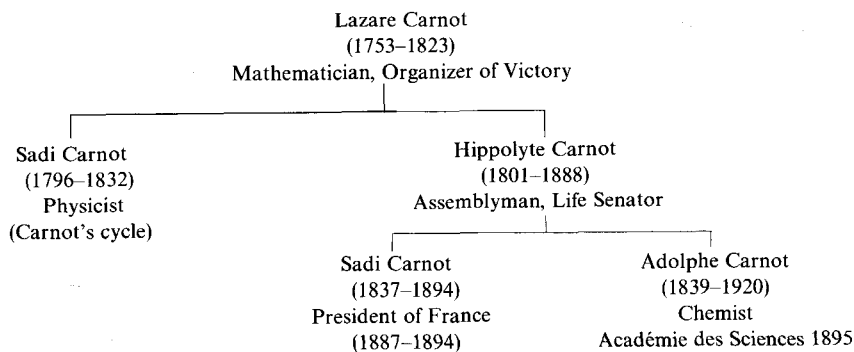 Lazare Carnot
(1753–1823)
Mathematician, Organizer of Victory
Sadi Carnot
(1796–1832)
Physicist
(Carnot's cycle)
Hippolyte Carnot
(1801–1888)
Assemblyman, Life Senator
Sadi Carnot
(1837–1894)
President of France
(1887–1894)
Adolphe Carnot
(1839–1920)
Chemist
Académie des Sciences 1895